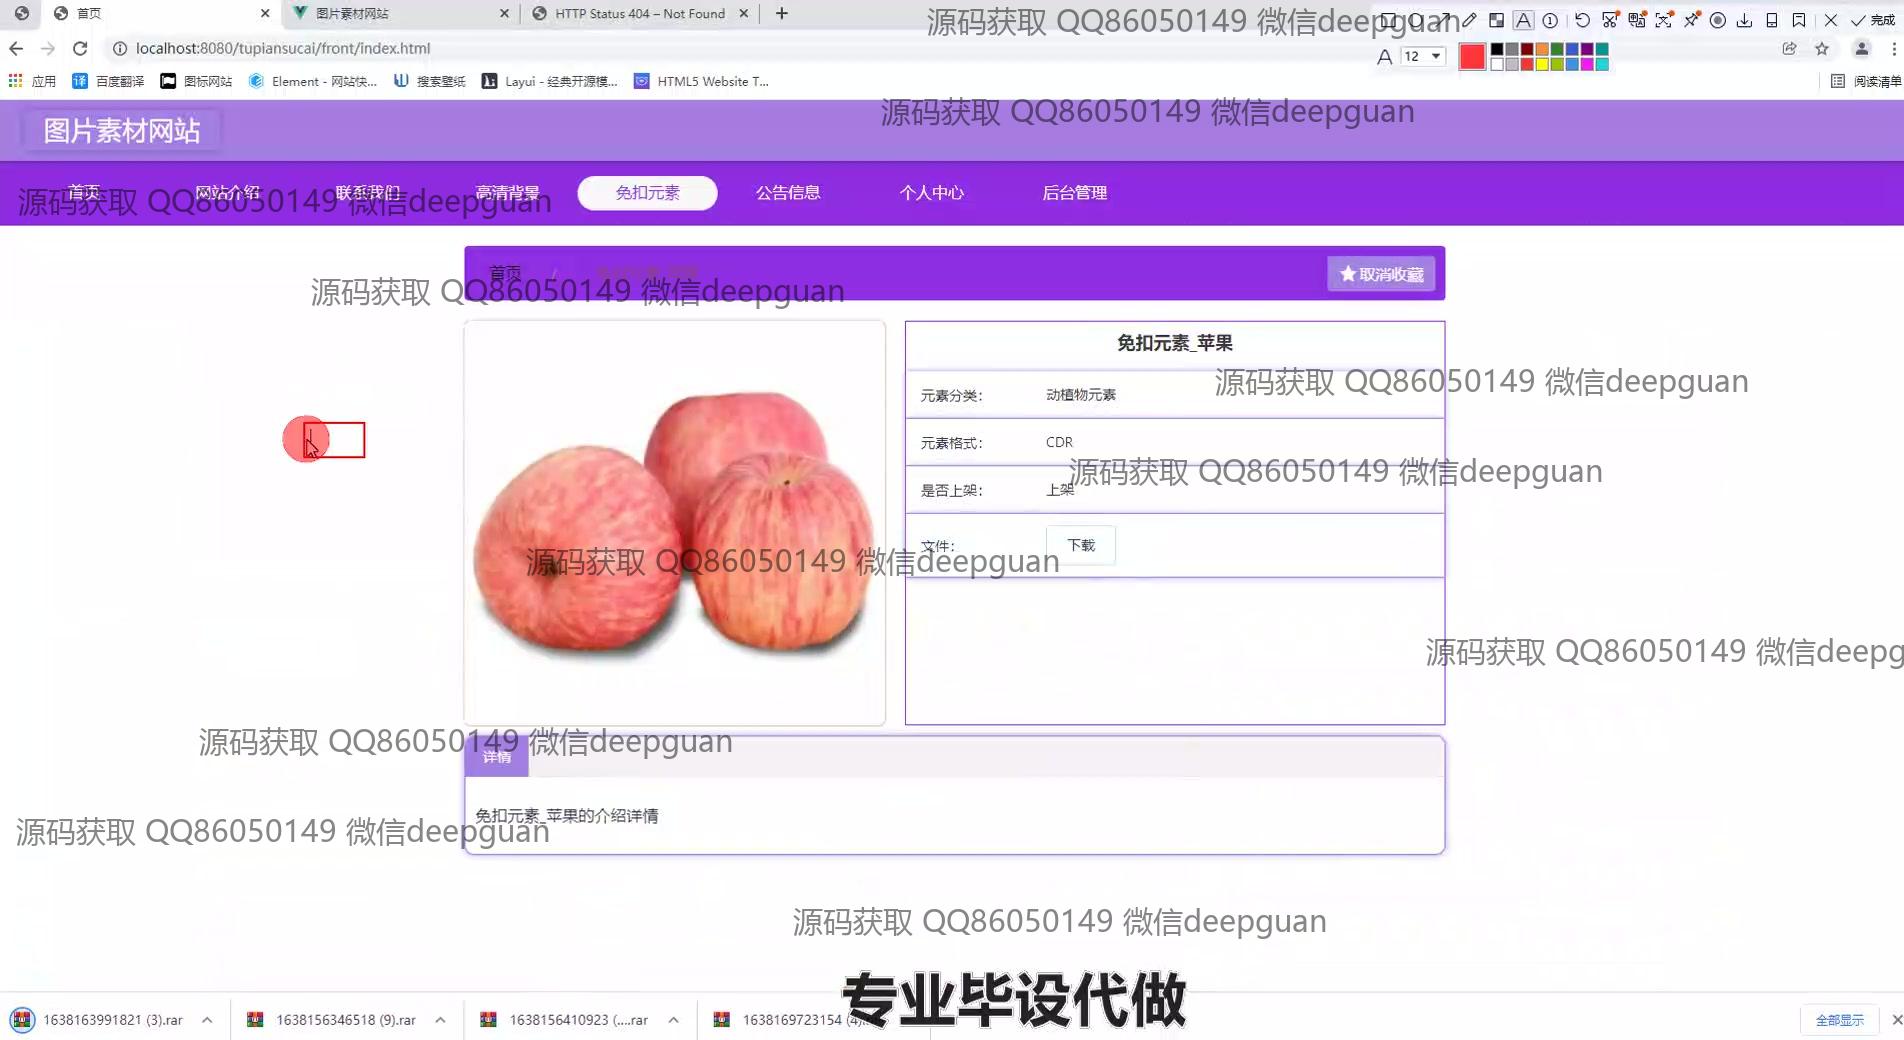 首页
图片素材网站
HTTP Status 404 – Not Found
源码获取 QQ86050149 微信deepguan
完成
localhost:8080/tupiansucai/front/index.html
A 12
应用
百度翻译
图标网站
Element - 网站快...
搜索壁纸
Layui - 经典开源模...
HTML5 Website T...
阅读清单
源码获取 QQ86050149 微信deepguan
图片素材网站
首页
网站介绍
联系我们
高清背景
免扣元素
公告信息
个人中心
后台管理
源码获取 QQ86050149 微信deepguan
首页 /
★取消收藏
源码获取 QQ86050149 微信deepguan
免扣元素_苹果
元素分类: 动植物元素
源码获取 QQ86050149 微信deepguan
元素格式: CDR
源码获取 QQ86050149 微信deepguan
是否上架: 上架
文件: 下载
源码获取 QQ86050149 微信deepguan
源码获取 QQ86050149 微信deepg
源码获取 QQ86050149 微信deepguan
详情
免扣元素_苹果的介绍详情
源码获取 QQ86050149 微信deepguan
源码获取 QQ86050149 微信deepguan
专业毕设代做
1638163991821 (3).rar
1638156346518 (9).rar
1638156410923 (....rar
1638169723154 (4)
全部显示